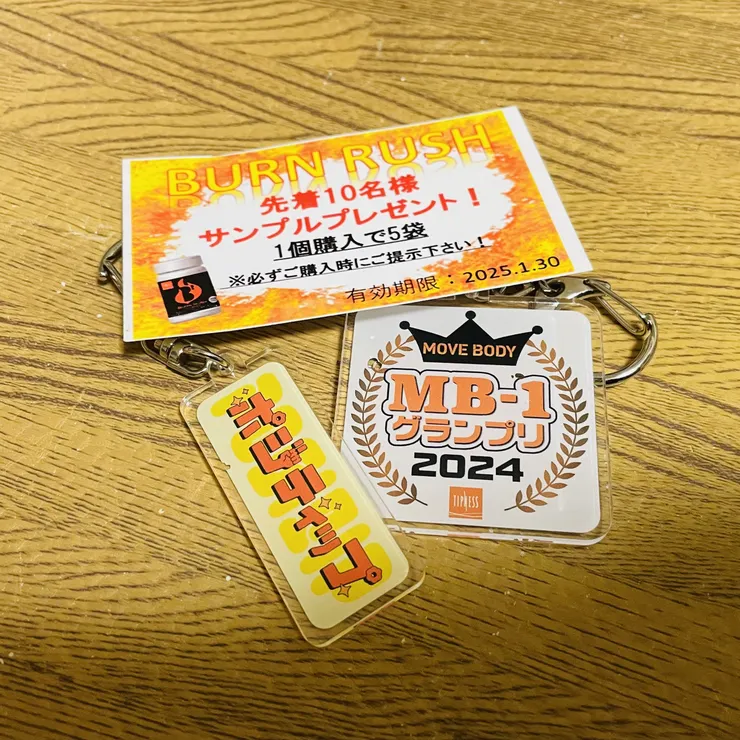 BURN RUSH
先着10名様
サンプルプレゼント！
1個購入で5袋
※必ずご購入時にご提示下さい！
有効期限：2025.1.30
MOVE BODY
MB-1
グランプリ
2024
TIPNESS
ポジティップ